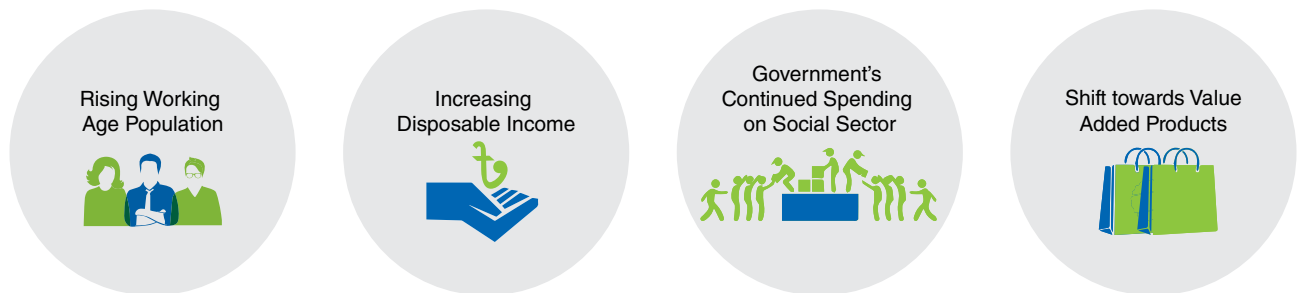 Rising Working
Age Population
Increasing
Disposable Income
৳
Government’s
Continued Spending
on Social Sector
Shift towards Value
Added Products